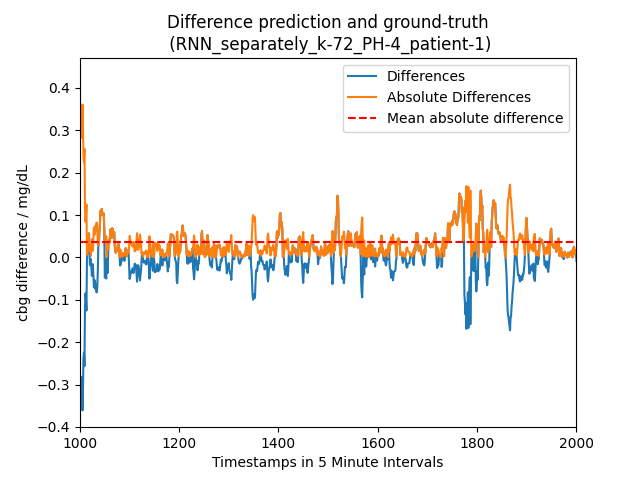 Difference prediction and ground-truth
(RNN_separately_k-72_PH-4_patient-1)
Differences
Absolute Differences
Mean absolute difference
cbg difference / mg/dL
0.4
0.3
0.2
0.1
0.0
−0.1
−0.2
−0.3
−0.4
1000
1200
1400
1600
1800
2000
Timestamps in 5 Minute Intervals